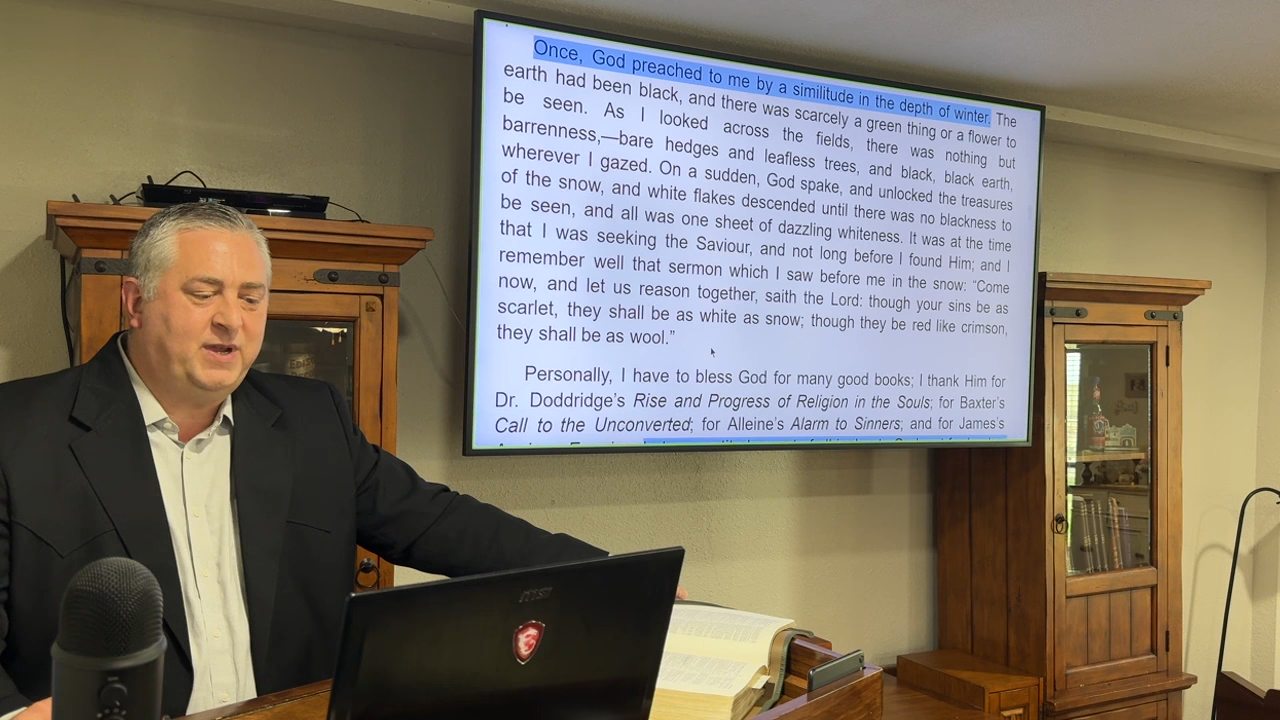 Once, God preached to me by a similitude in the depth of winter. The
earth had been black, and there was scarcely a green thing or a flower to
be seen. As I looked across the fields, there was nothing but
barrenness,—bare hedges and leafless trees, and black, black earth,
wherever I gazed. On a sudden, God spake, and unlocked the treasures
of the snow, and white flakes descended until there was no blackness to
be seen, and all was one sheet of dazzling whiteness. It was at the time
that I was seeking the Saviour, and not long before I found Him; and I
remember well that sermon which I saw before me in the snow: “Come
now, and let us reason together, saith the Lord: though your sins be as
scarlet, they shall be as white as snow; though they be red like crimson,
they shall be as wool.”
Personally, I have to bless God for many good books; I thank Him for
Dr. Doddridge’s Rise and Progress of Religion in the Souls; for Baxter’s
Call to the Unconverted; for Alleine’s Alarm to Sinners; and for James’s
msi